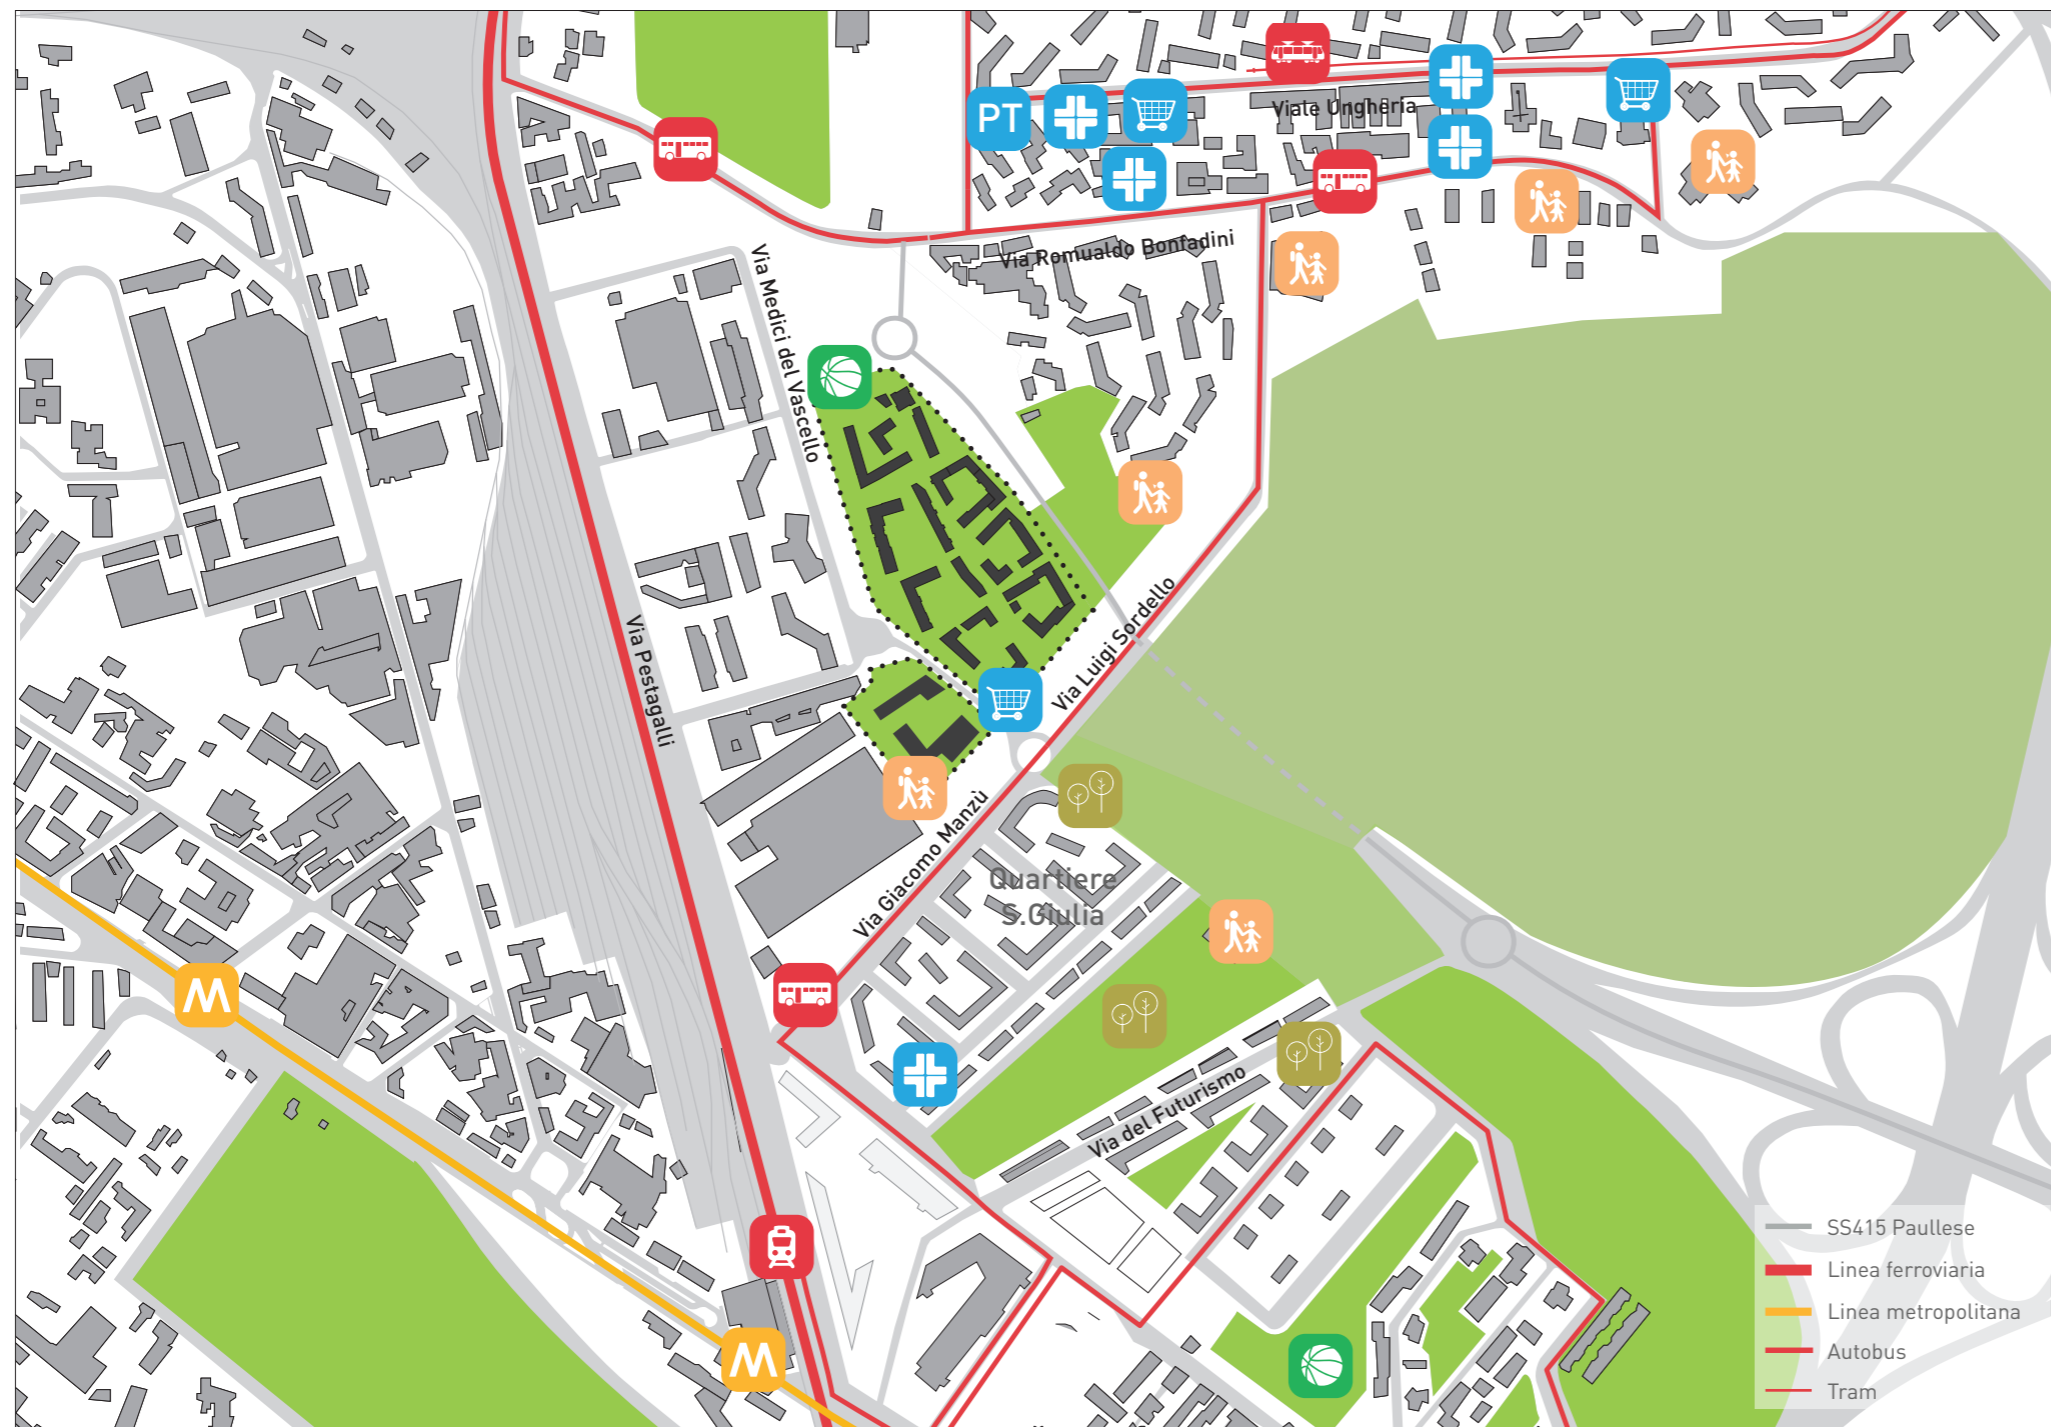 PT
Viale Ungheria
Via Romualdo Bonfadini
Via Medici del Vascello
Via Luigi Sordello
Via Pestagalli
Via Giacomo Manzù
Quartiere
S.Giulia
M
M
Via del Futurismo
SS415 Paullese
Linea ferroviaria
Linea metropolitana
Autobus
Tram